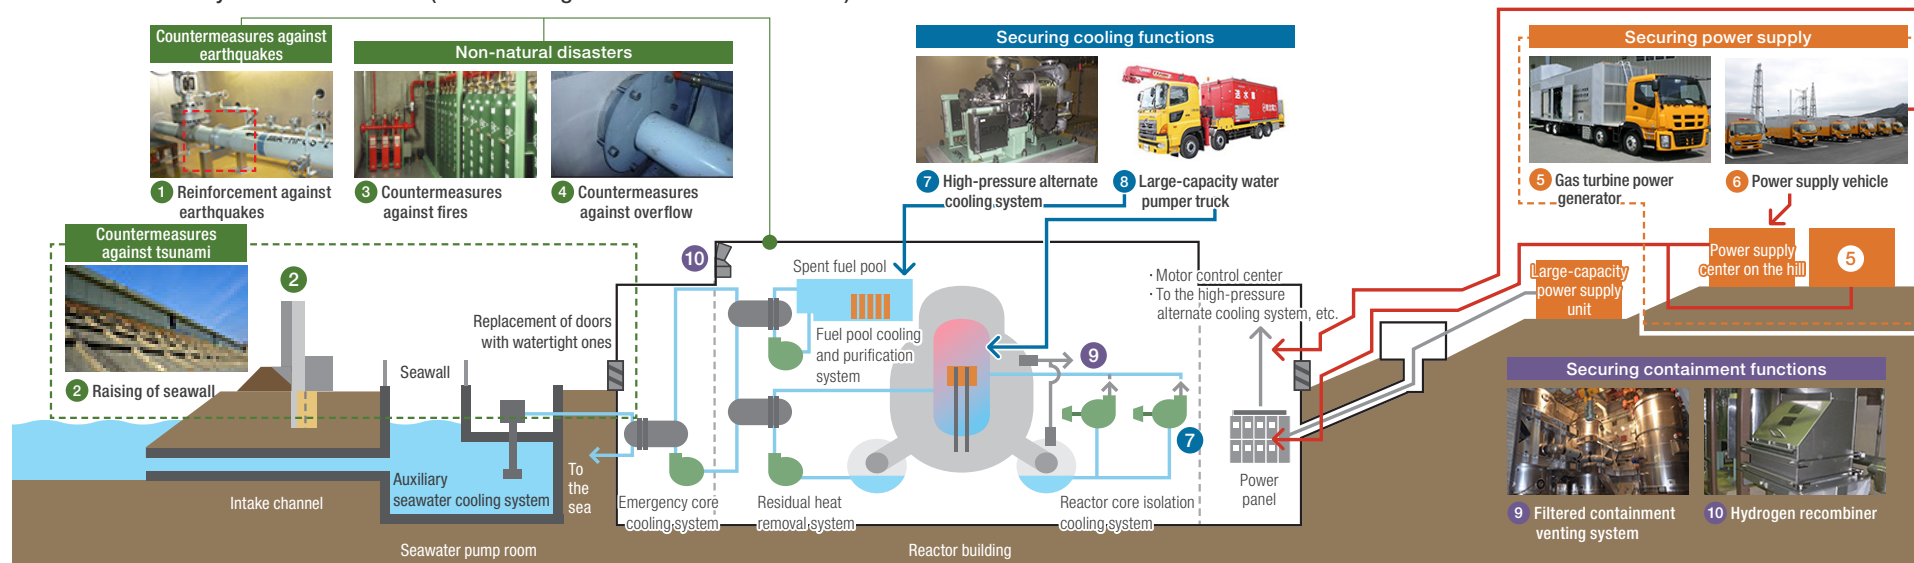 Countermeasures against
earthquakes
Non-natural disasters
Securing cooling functions
Securing power supply
1 Reinforcement against
earthquakes
3 Countermeasures
against fires
4 Countermeasures
against overflow
7 High-pressure alternate
cooling system
8 Large-capacity water
pumper truck
5 Gas turbine power
generator
6 Power supply vehicle
Countermeasures
against tsunami
2
2 Raising of seawall
Replacement of doors
with watertight ones
Seawall
10
Spent fuel pool
Fuel pool cooling
and purification
system
9
7
· Motor control center
· To the high-pressure
alternate cooling system, etc.
Large-capacity
power supply
unit
Power supply
center on the hill
5
Auxiliary
seawater cooling system
To
the
sea
Intake channel
Emergency core
cooling system
Residual heat
removal system
Reactor core isolation
cooling system
Power
panel
Seawater pump room
Reactor building
Securing containment functions
9 Filtered containment
venting system
10 Hydrogen recombiner